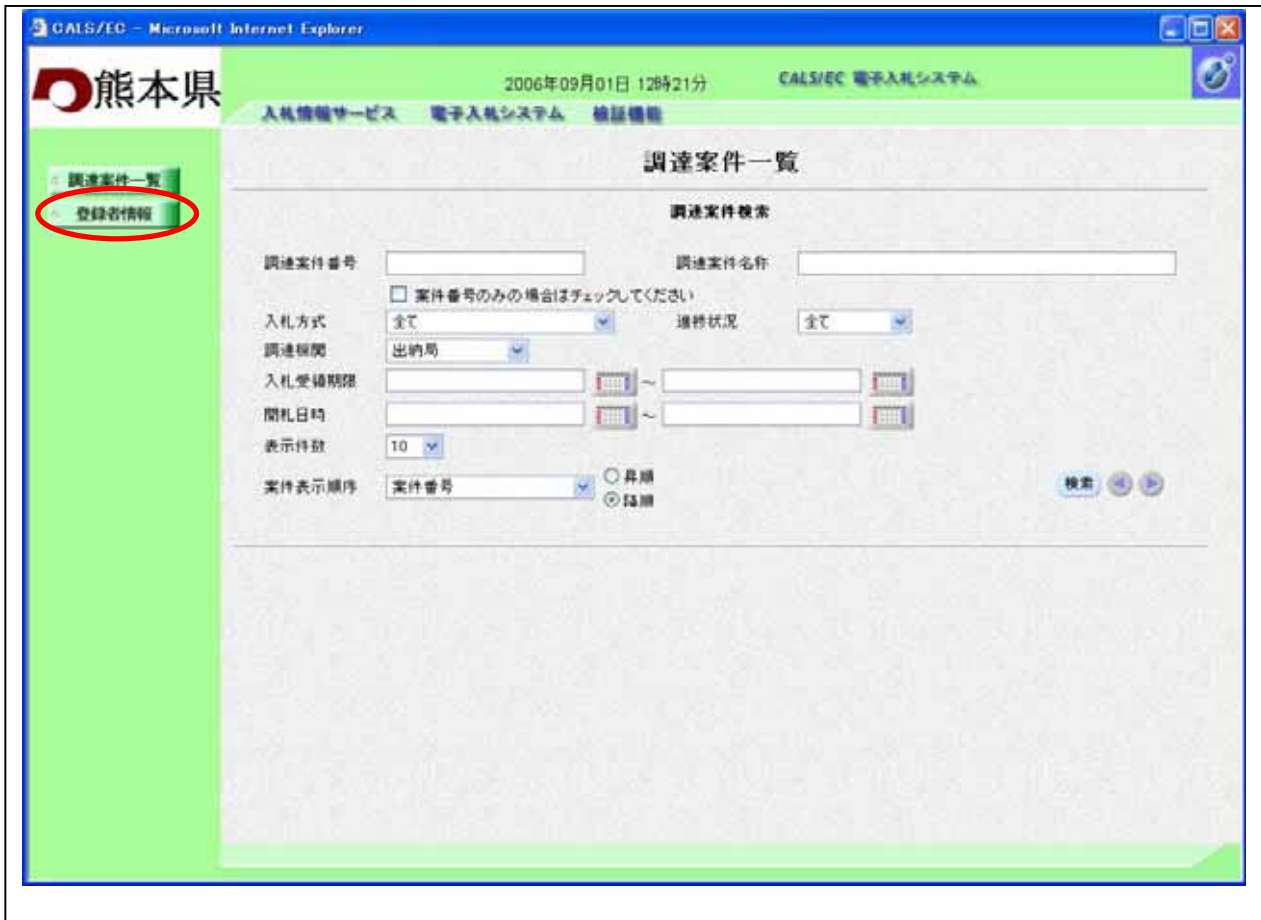 CALS/EC - Microsoft Internet Explorer
熊本県
2006年09月01日 12時21分
CALS/EC 電子入札システム
入札情報サービス 電子入札システム 検証機能
調達案件一覧
登録者情報
調達案件一覧
調達案件検索
調達案件番号 調達案件名称
案件番号のみの場合はチェックしてください
入札方式 全て 進捗状況 全て
調達機関 出納局
入札受領期限 ～
開札日時 ～
表示件数 10
案件表示順序 案件番号 昇順
降順
検索